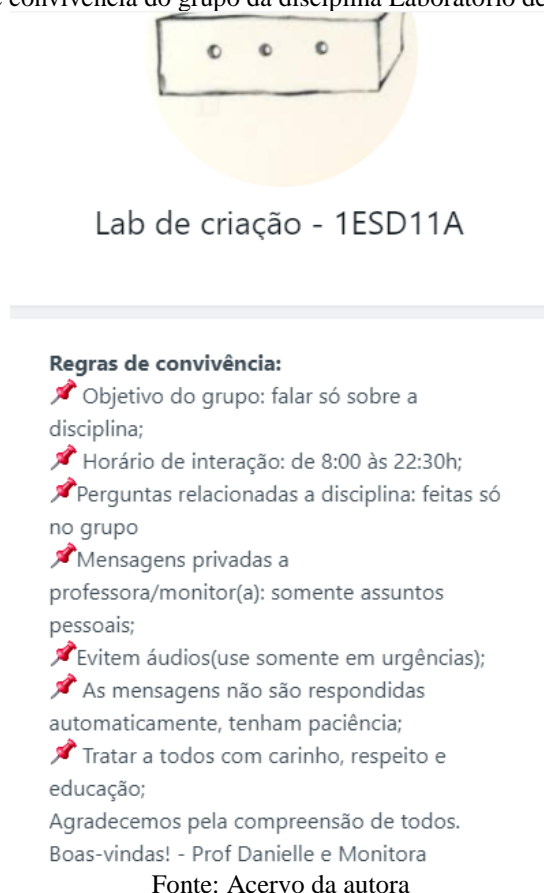 convivência do grupo da disciplina Laboratório de
Lab de criação - 1ESD11A
Regras de convivência:
📌 Objetivo do grupo: falar só sobre a
disciplina;
📌 Horário de interação: de 8:00 às 22:30h;
📌Perguntas relacionadas a disciplina: feitas só
no grupo
📌Mensagens privadas a
professora/monitor(a): somente assuntos
pessoais;
📌Evitem áudios(use somente em urgências);
📌 As mensagens não são respondidas
automaticamente, tenham paciência;
📌 Tratar a todos com carinho, respeito e
educação;
Agradecemos pela compreensão de todos.
Boas-vindas! - Prof Danielle e Monitora
Fonte: Acervo da autora